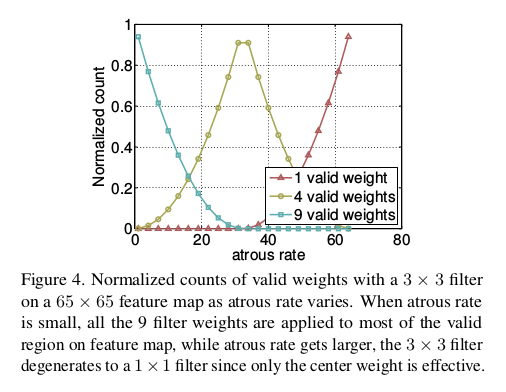 Normalized count
1
0.8
0.6
0.4
0.2
0
0 20 40 60 80
atrous rate
1 valid weight
4 valid weights
9 valid weights
Figure 4. Normalized counts of valid weights with a 3 × 3 filter
on a 65 × 65 feature map as atrous rate varies. When atrous rate
is small, all the 9 filter weights are applied to most of the valid
region on feature map, while atrous rate gets larger, the 3 × 3 filter
degenerates to a 1 × 1 filter since only the center weight is effective.